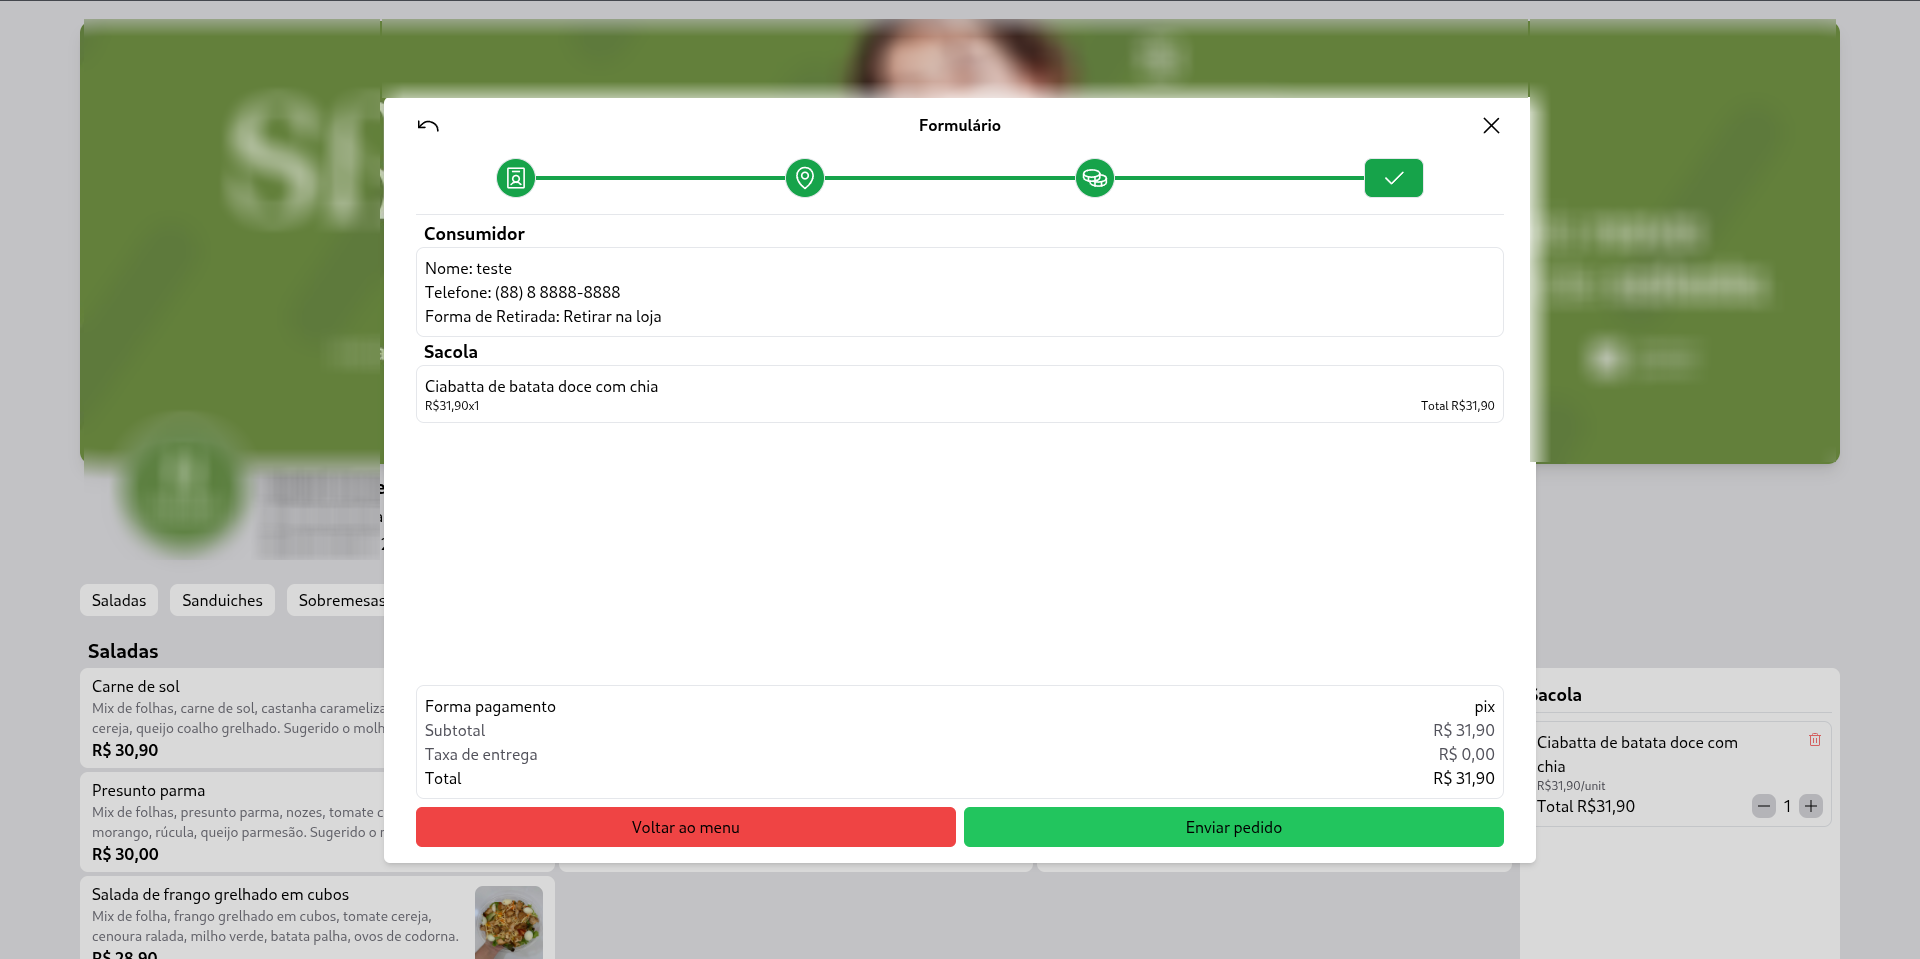 Formulário
Consumidor
Nome: teste
Telefone: (88) 8 8888-8888
Forma de Retirada: Retirar na loja
Sacola
Ciabatta de batata doce com chia
R$31,90x1
Total R$31,90
Forma pagamento
pix
Subtotal
R$ 31,90
Taxa de entrega
R$ 0,00
Total
R$ 31,90
Voltar ao menu
Enviar pedido
Saladas
Sanduiches
Sobremesas
Saladas
Carne de sol
Mix de folhas, carne de sol, castanha carameliza
cereja, queijo coalho grelhado. Sugerido o molh
R$ 30,90
Presunto parma
Mix de folhas, presunto parma, nozes, tomate c
morango, rúcula, queijo parmesão. Sugerido o
R$ 30,00
Salada de frango grelhado em cubos
Mix de folha, frango grelhado em cubos, tomate cereja,
cenoura ralada, milho verde, batata palha, ovos de codorna.
R$ 28,90
Sacola
Ciabatta de batata doce com
chia
R$31,90/unit
Total R$31,90
1